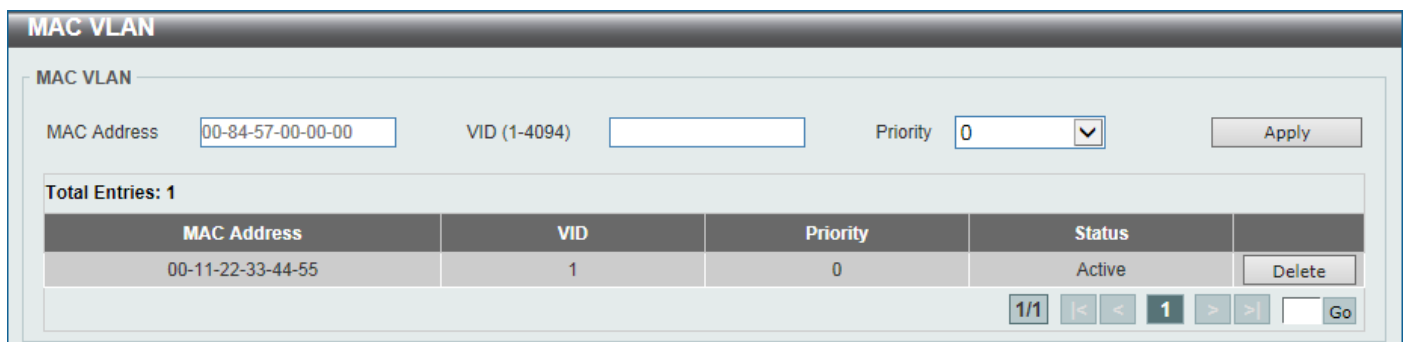 MAC VLAN
MAC VLAN
MAC Address 00-84-57-00-00-00 VID (1-4094) Priority 0 Apply
Total Entries: 1
MAC Address VID Priority Status
00-11-22-33-44-55 1 0 Active Delete
1/1 |< < 1 > >| Go